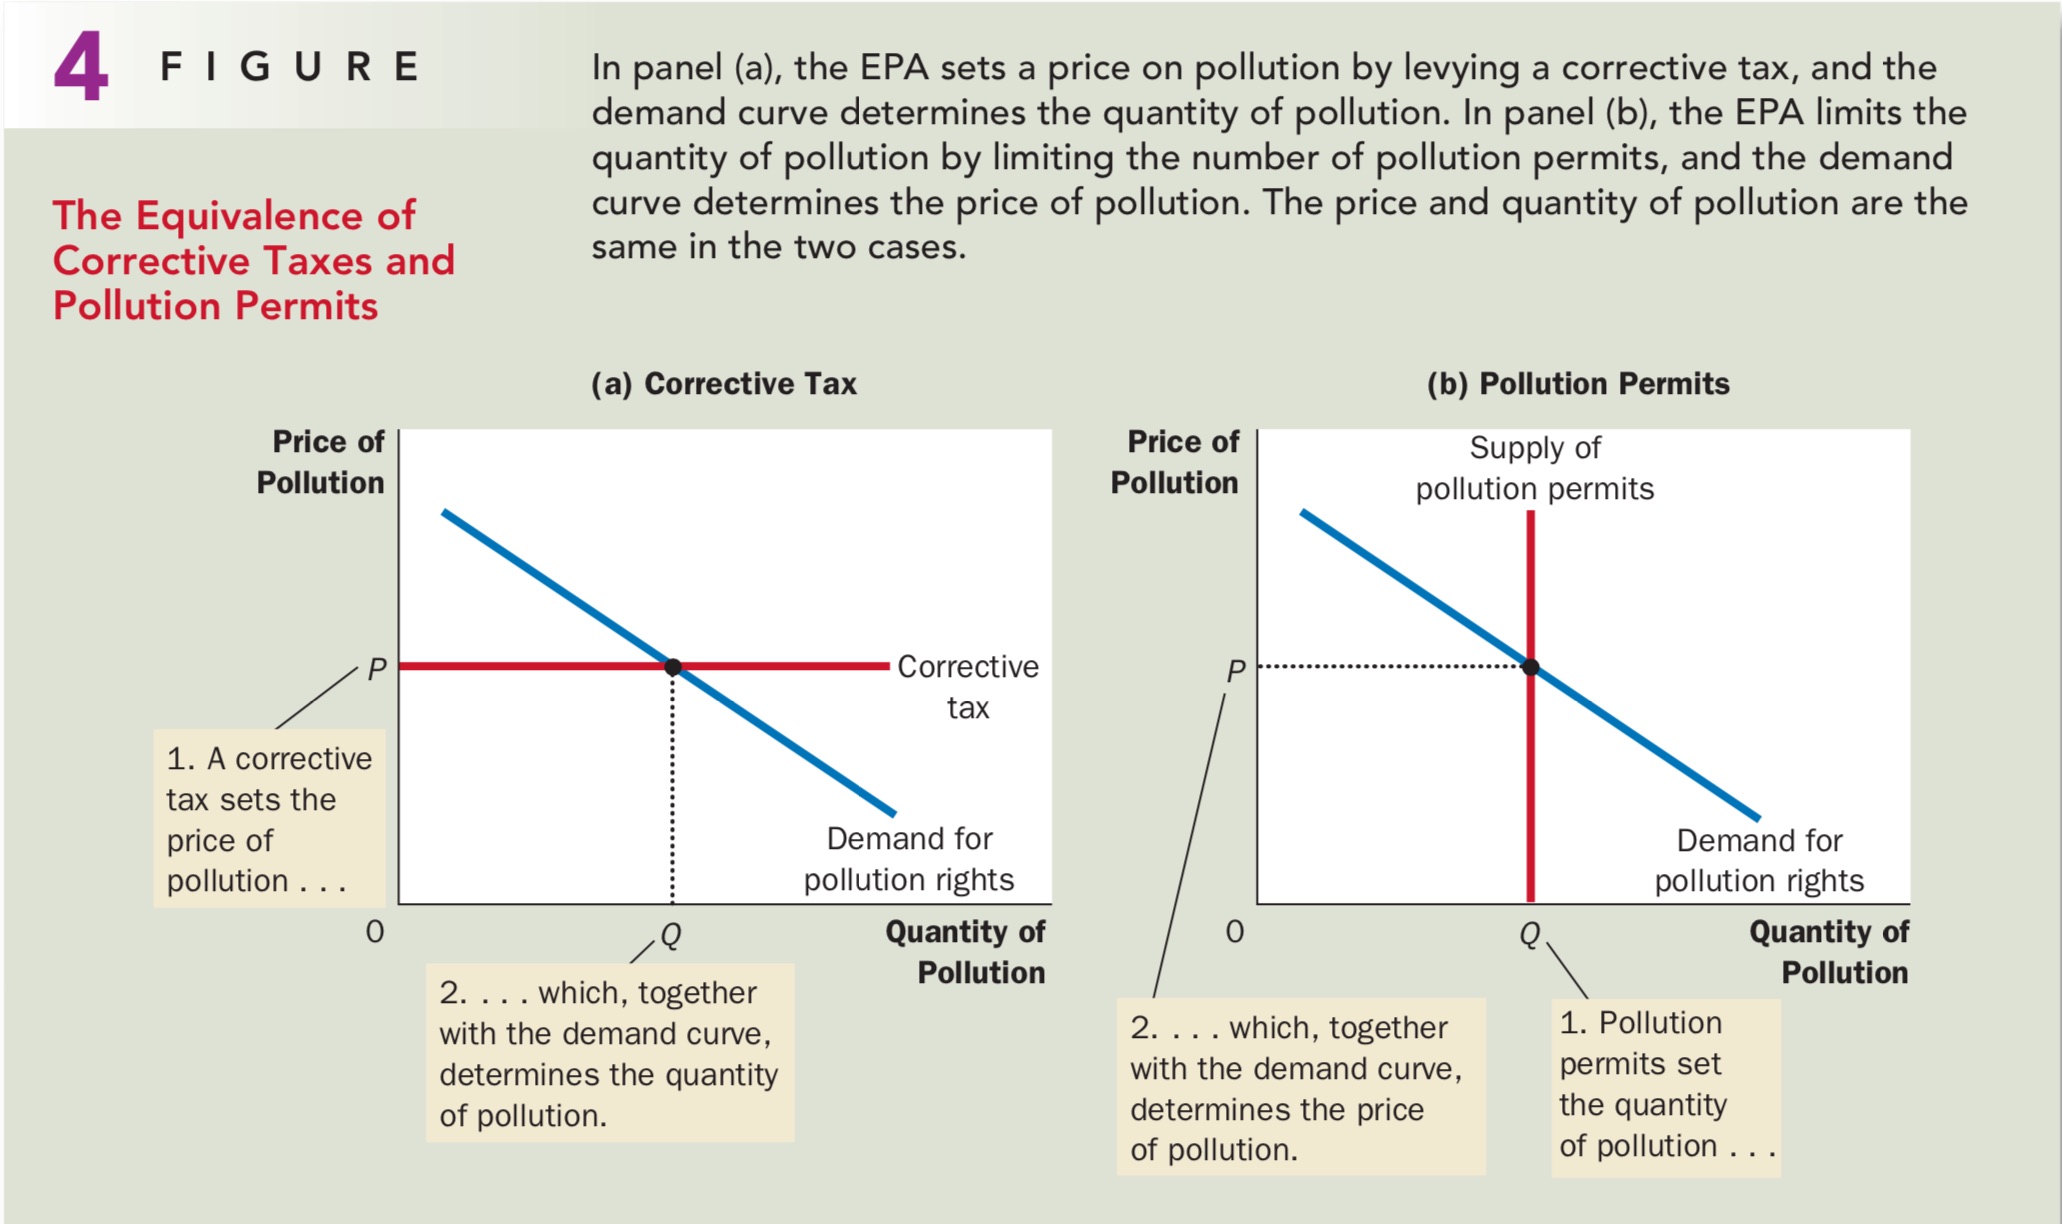 4 FIGURE
The Equivalence of
Corrective Taxes and
Pollution Permits
In panel (a), the EPA sets a price on pollution by levying a corrective tax, and the
demand curve determines the quantity of pollution. In panel (b), the EPA limits the
quantity of pollution by limiting the number of pollution permits, and the demand
curve determines the price of pollution. The price and quantity of pollution are the
same in the two cases.
(a) Corrective Tax
Price of
Pollution
P
Corrective
tax
1. A corrective
tax sets the
price of
pollution . . .
Demand for
pollution rights
0
Q
Quantity of
Pollution
2. . . . which, together
with the demand curve,
determines the quantity
of pollution.
(b) Pollution Permits
Price of
Pollution
Supply of
pollution permits
P
Demand for
pollution rights
0
Q
Quantity of
Pollution
2. . . . which, together
with the demand curve,
determines the price
of pollution.
1. Pollution
permits set
the quantity
of pollution . . .